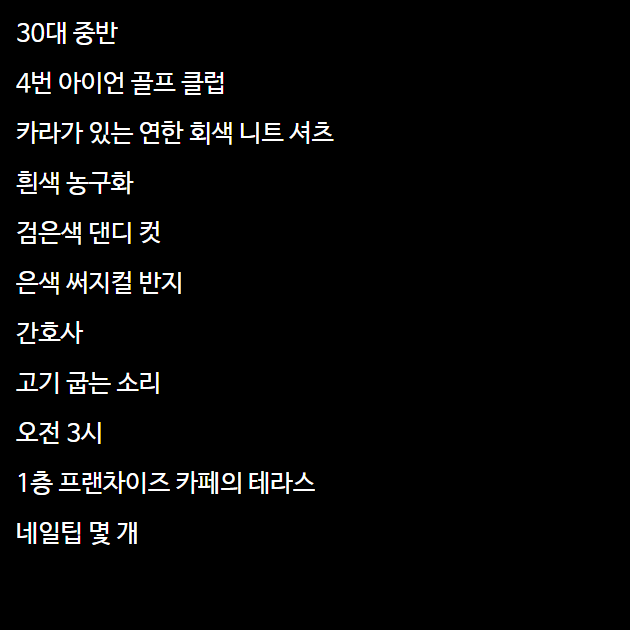 30대 중반
4번 아이언 골프 클럽
카라가 있는 연한 회색 니트 셔츠
흰색 농구화
검은색 댄디 컷
은색 써지컬 반지
간호사
고기 굽는 소리
오전 3시
1층 프랜차이즈 카페의 테라스
네일팁 몇 개